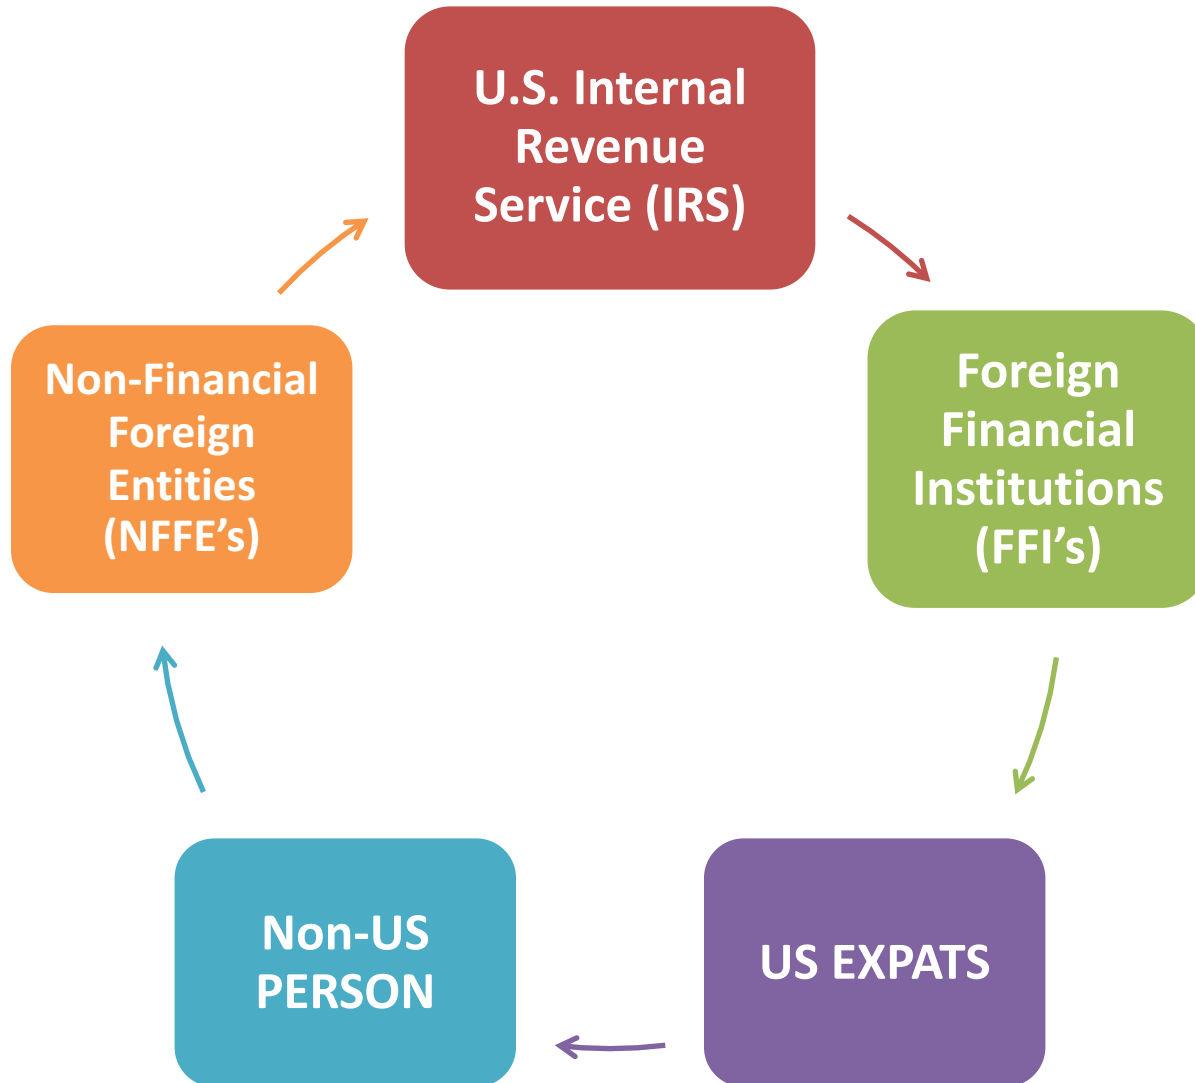 U.S. Internal
Revenue
Service (IRS)
Foreign
Financial
Institutions
(FFI’s)
US EXPATS
Non-US
PERSON
Non-Financial
Foreign
Entities
(NFFE’s)